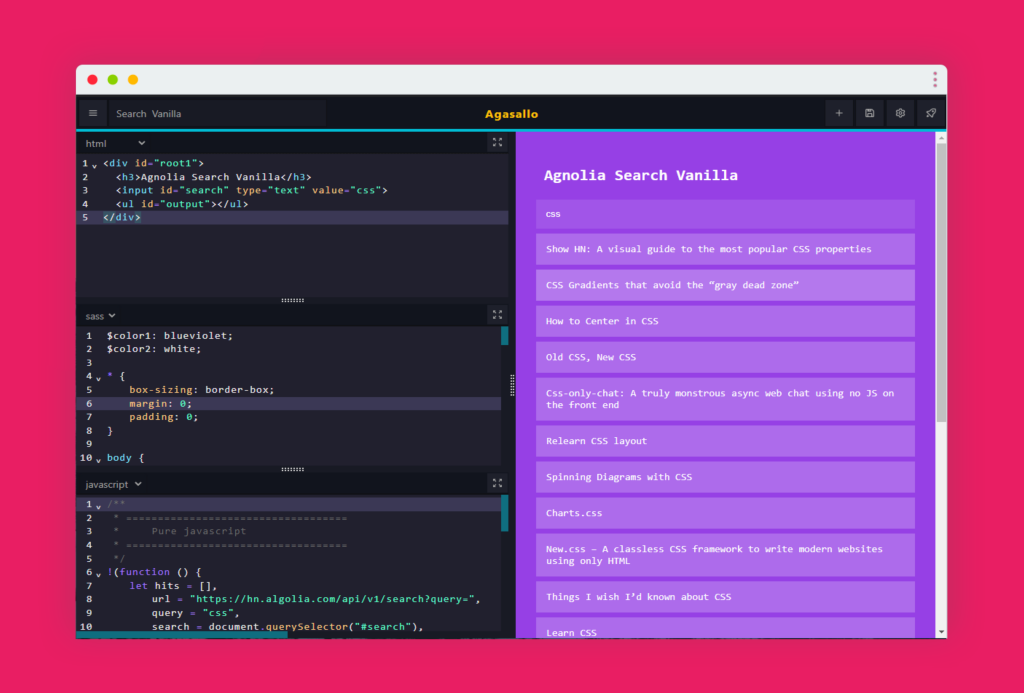 Search Vanilla
Agasallo
html
1 <div id="root1">
2 <h3>Agnolia Search Vanilla</h3>
3 <input id="search" type="text" value="css">
4 <ul id="output"></ul>
5 </div>
sass
1 $color1: blueviolet;
2 $color2: white;
3
4 * {
5 box-sizing: border-box;
6 margin: 0;
7 padding: 0;
8 }
9
10 body {
javascript
1 /**
2 * ===================================
3 * Pure javascript
4 * ===================================
5 */
6 !(function () {
7 let hits = [],
8 url = "https://hn.algolia.com/api/v1/search?query=",
9 query = "css",
10 search = document.querySelector("#search"),
Agnolia Search Vanilla
css
Show HN: A visual guide to the most popular CSS properties
CSS Gradients that avoid the “gray dead zone”
How to Center in CSS
Old CSS, New CSS
Css-only-chat: A truly monstrous async web chat using no JS on
the front end
Relearn CSS layout
Spinning Diagrams with CSS
Charts.css
New.css – A classless CSS framework to write modern websites
using only HTML
Things I wish I’d known about CSS
Learn CSS